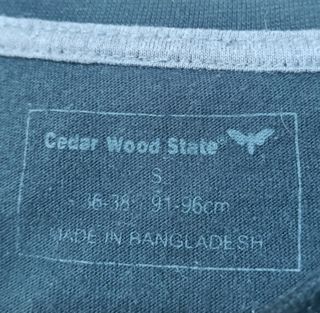 Cedar Wood State®
S
36-38" 91-96cm
MADE IN BANGLADESH